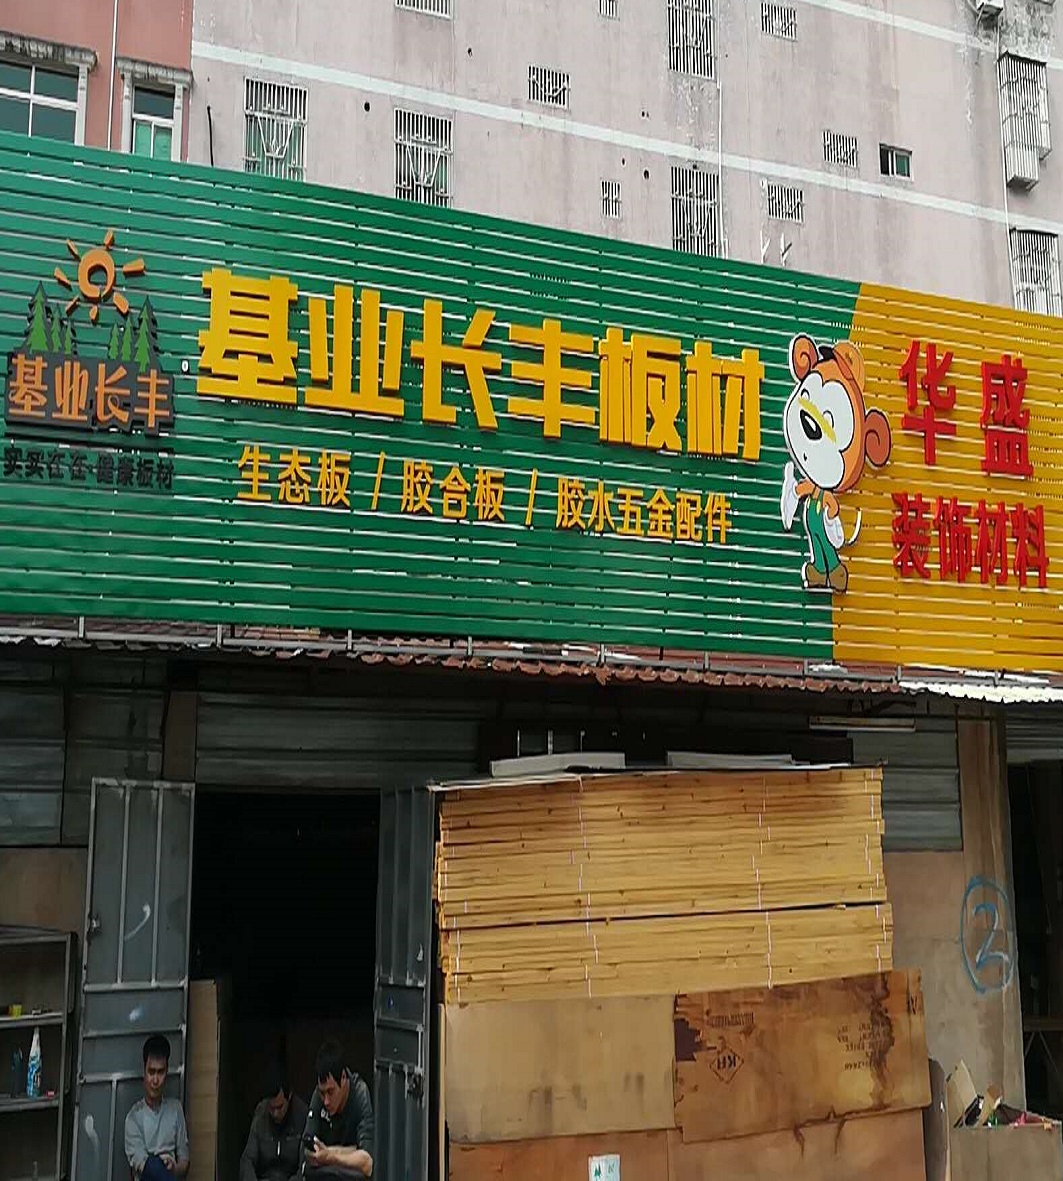 基业长丰
实实在在·健康板材
基业长丰板材
生态板 / 胶合板 / 胶水五金配件
华盛
装饰材料
2
KH